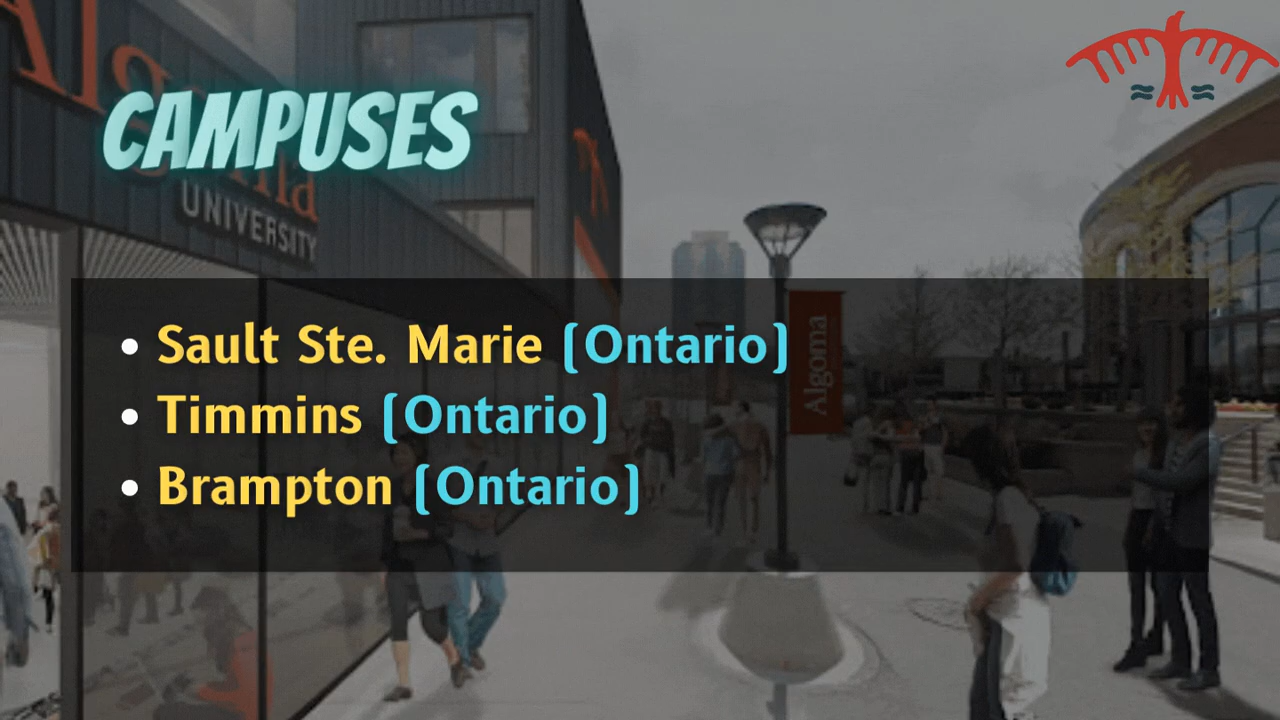 CAMPUSES
UNIVERSITY
• Sault Ste. Marie (Ontario)
• Timmins (Ontario)
• Brampton (Ontario)
Algoma